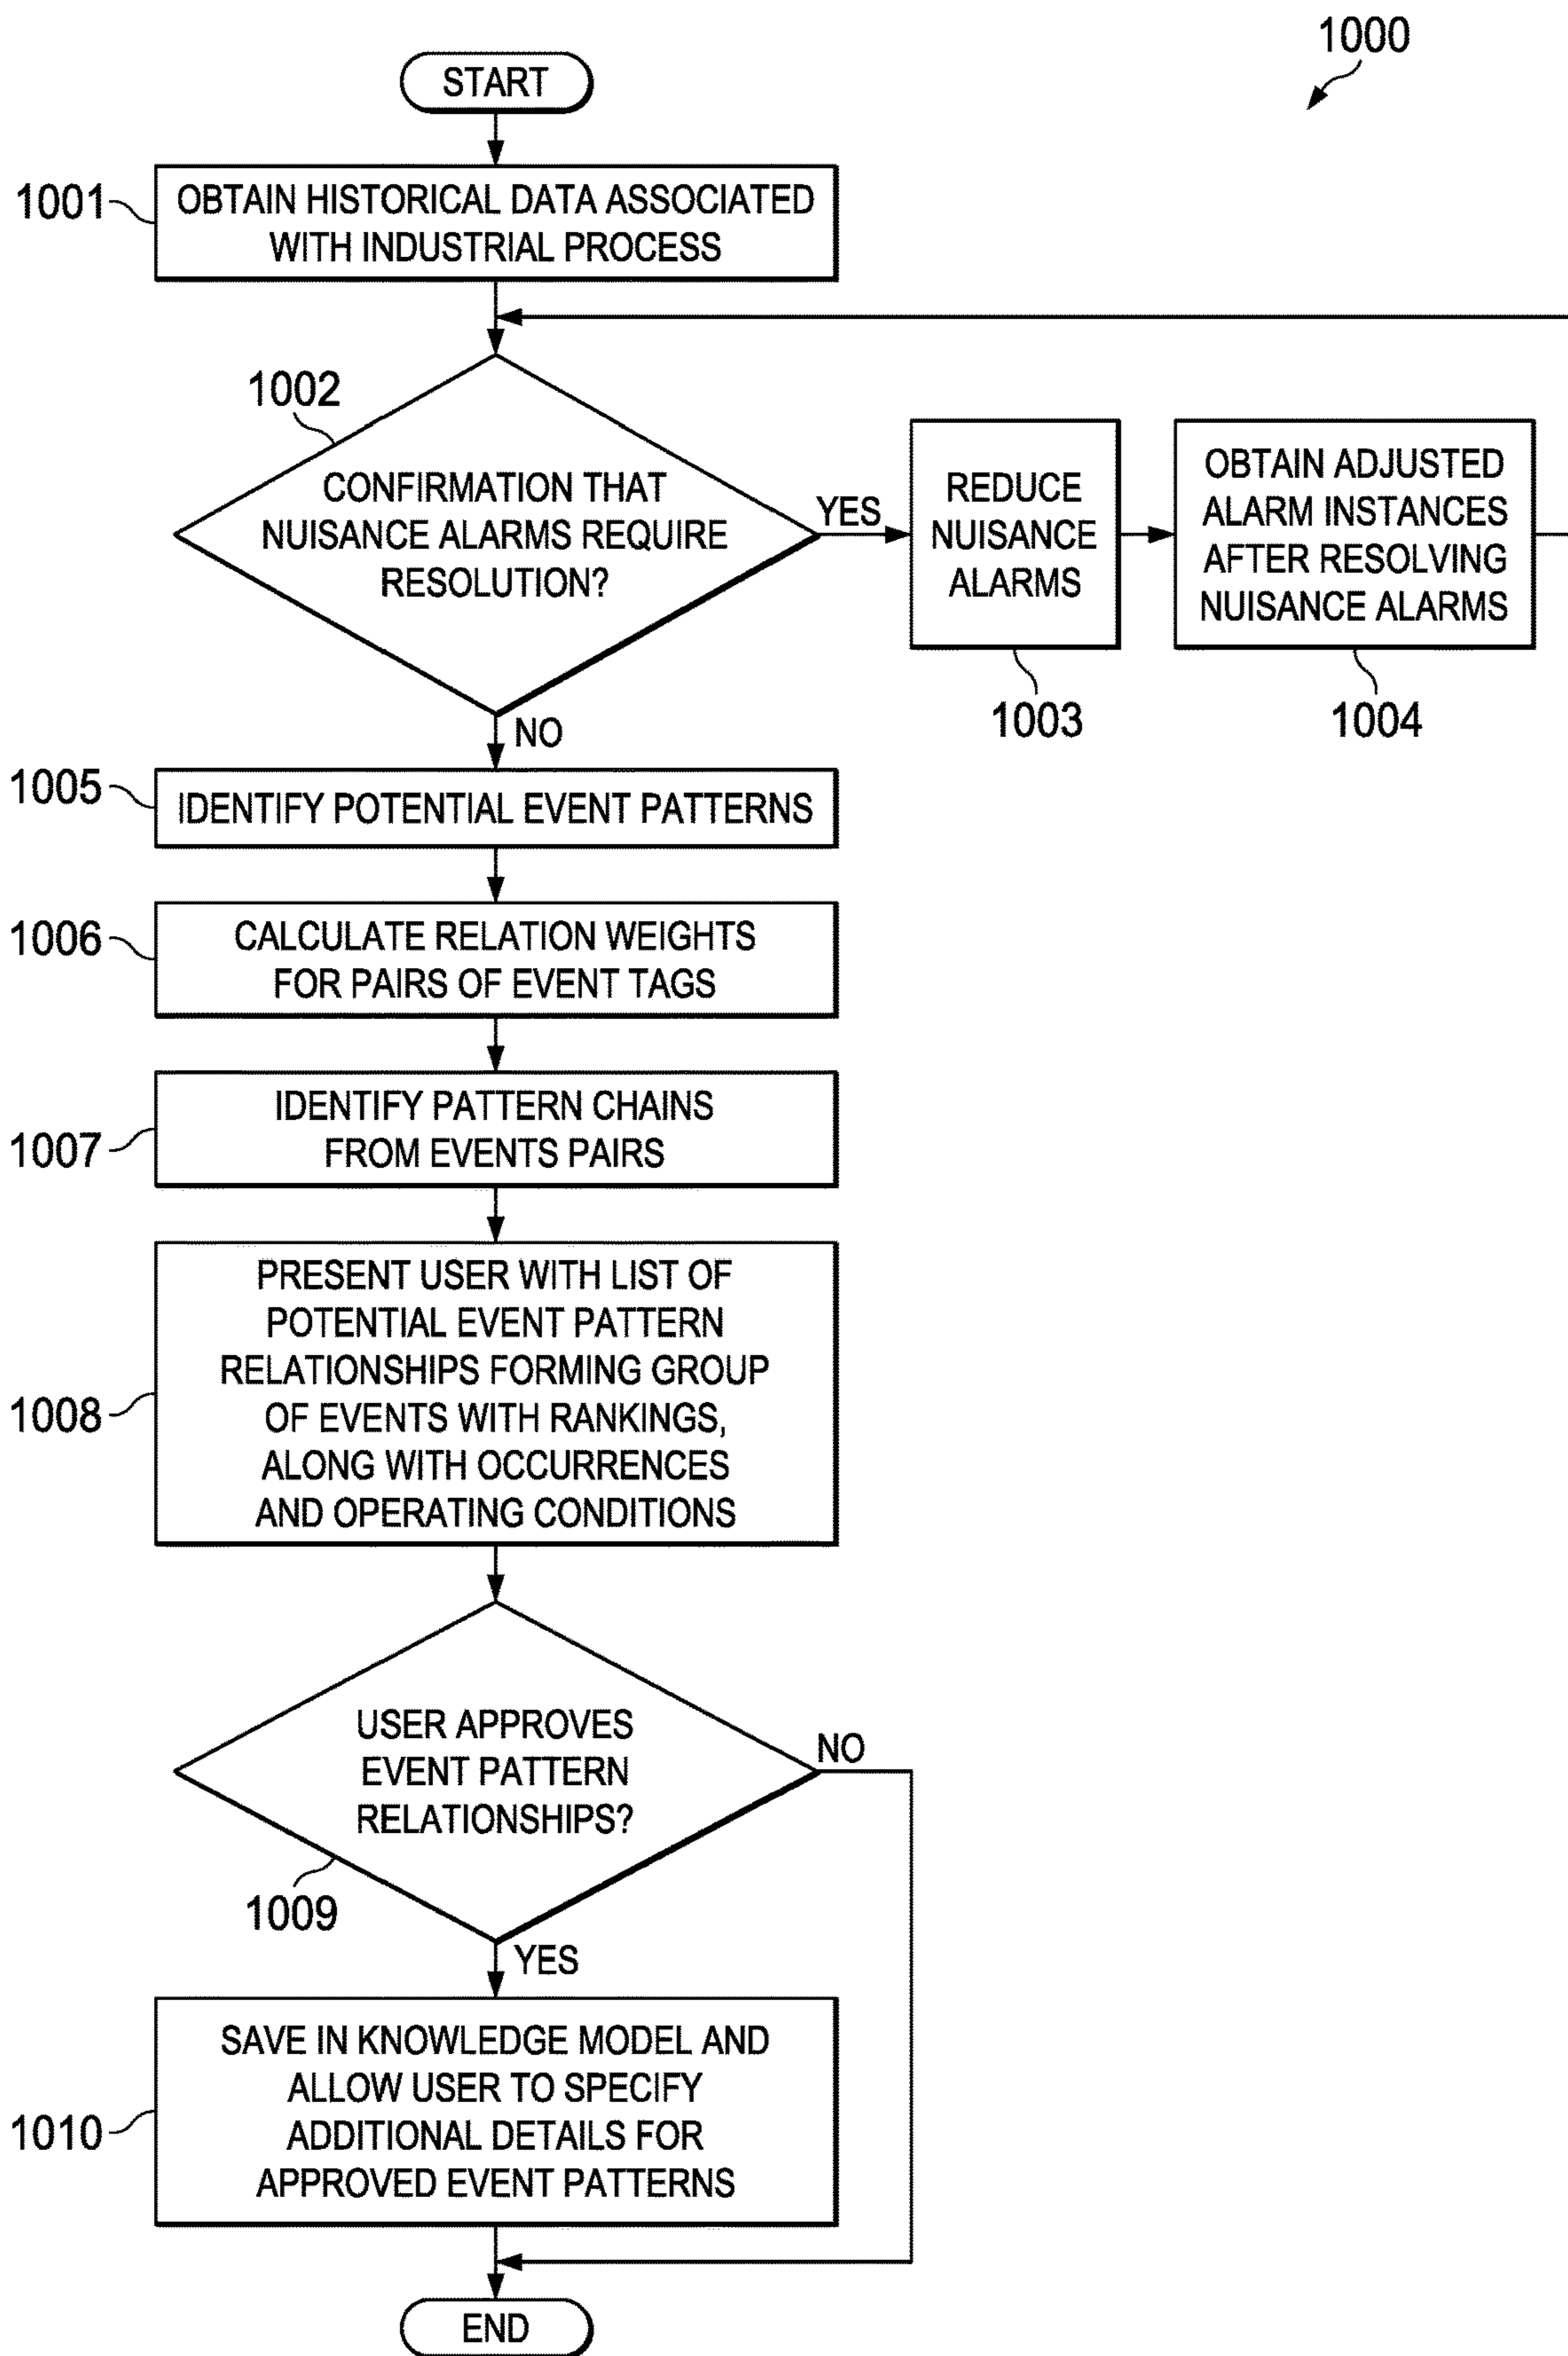 1000
START
1001
OBTAIN HISTORICAL DATA ASSOCIATED
WITH INDUSTRIAL PROCESS
1002
CONFIRMATION THAT
NUISANCE ALARMS REQUIRE
RESOLUTION?
YES
REDUCE
NUISANCE
ALARMS
1003
OBTAIN ADJUSTED
ALARM INSTANCES
AFTER RESOLVING
NUISANCE ALARMS
1004
NO
1005
IDENTIFY POTENTIAL EVENT PATTERNS
1006
CALCULATE RELATION WEIGHTS
FOR PAIRS OF EVENT TAGS
1007
IDENTIFY PATTERN CHAINS
FROM EVENTS PAIRS
1008
PRESENT USER WITH LIST OF
POTENTIAL EVENT PATTERN
RELATIONSHIPS FORMING GROUP
OF EVENTS WITH RANKINGS,
ALONG WITH OCCURRENCES
AND OPERATING CONDITIONS
USER APPROVES
EVENT PATTERN
RELATIONSHIPS?
NO
1009
YES
1010
SAVE IN KNOWLEDGE MODEL AND
ALLOW USER TO SPECIFY
ADDITIONAL DETAILS FOR
APPROVED EVENT PATTERNS
END